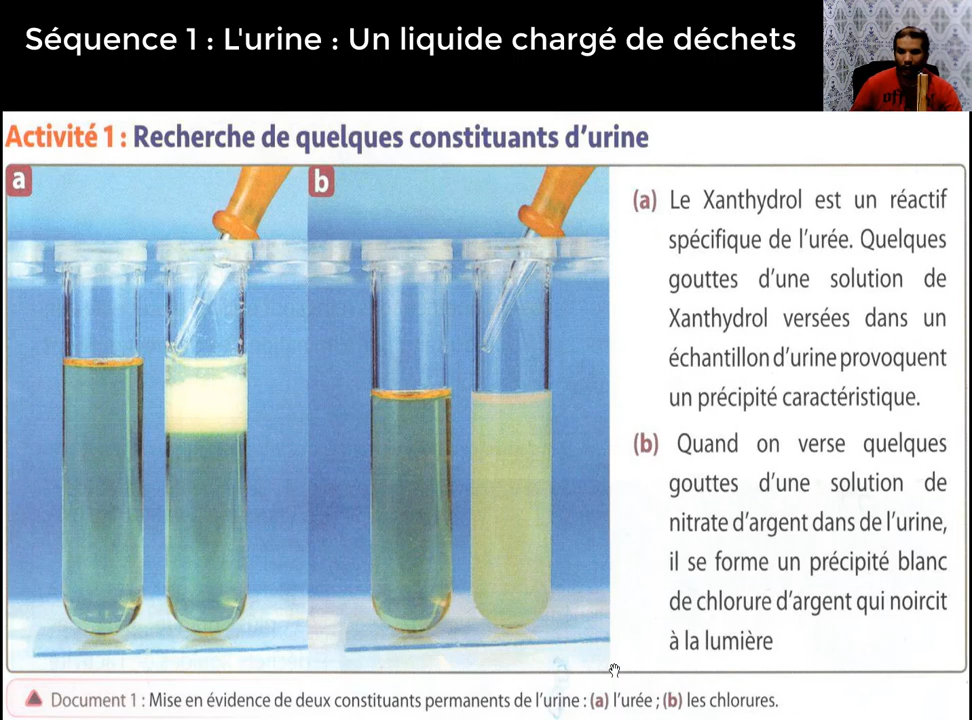 Séquence 1 : L'urine : Un liquide chargé de déchets
Activité 1 : Recherche de quelques constituants d'urine
a
b
(a) Le Xanthydrol est un réactif
spécifique de l'urée. Quelques
gouttes d'une solution de
Xanthydrol versées dans un
échantillon d'urine provoquent
un précipité caractéristique.
(b) Quand on verse quelques
gouttes d'une solution de
nitrate d'argent dans de l'urine,
il se forme un précipité blanc
de chlorure d'argent qui noircit
à la lumière
Document 1 : Mise en évidence de deux constituants permanents de l'urine : (a) l'urée ; (b) les chlorures.